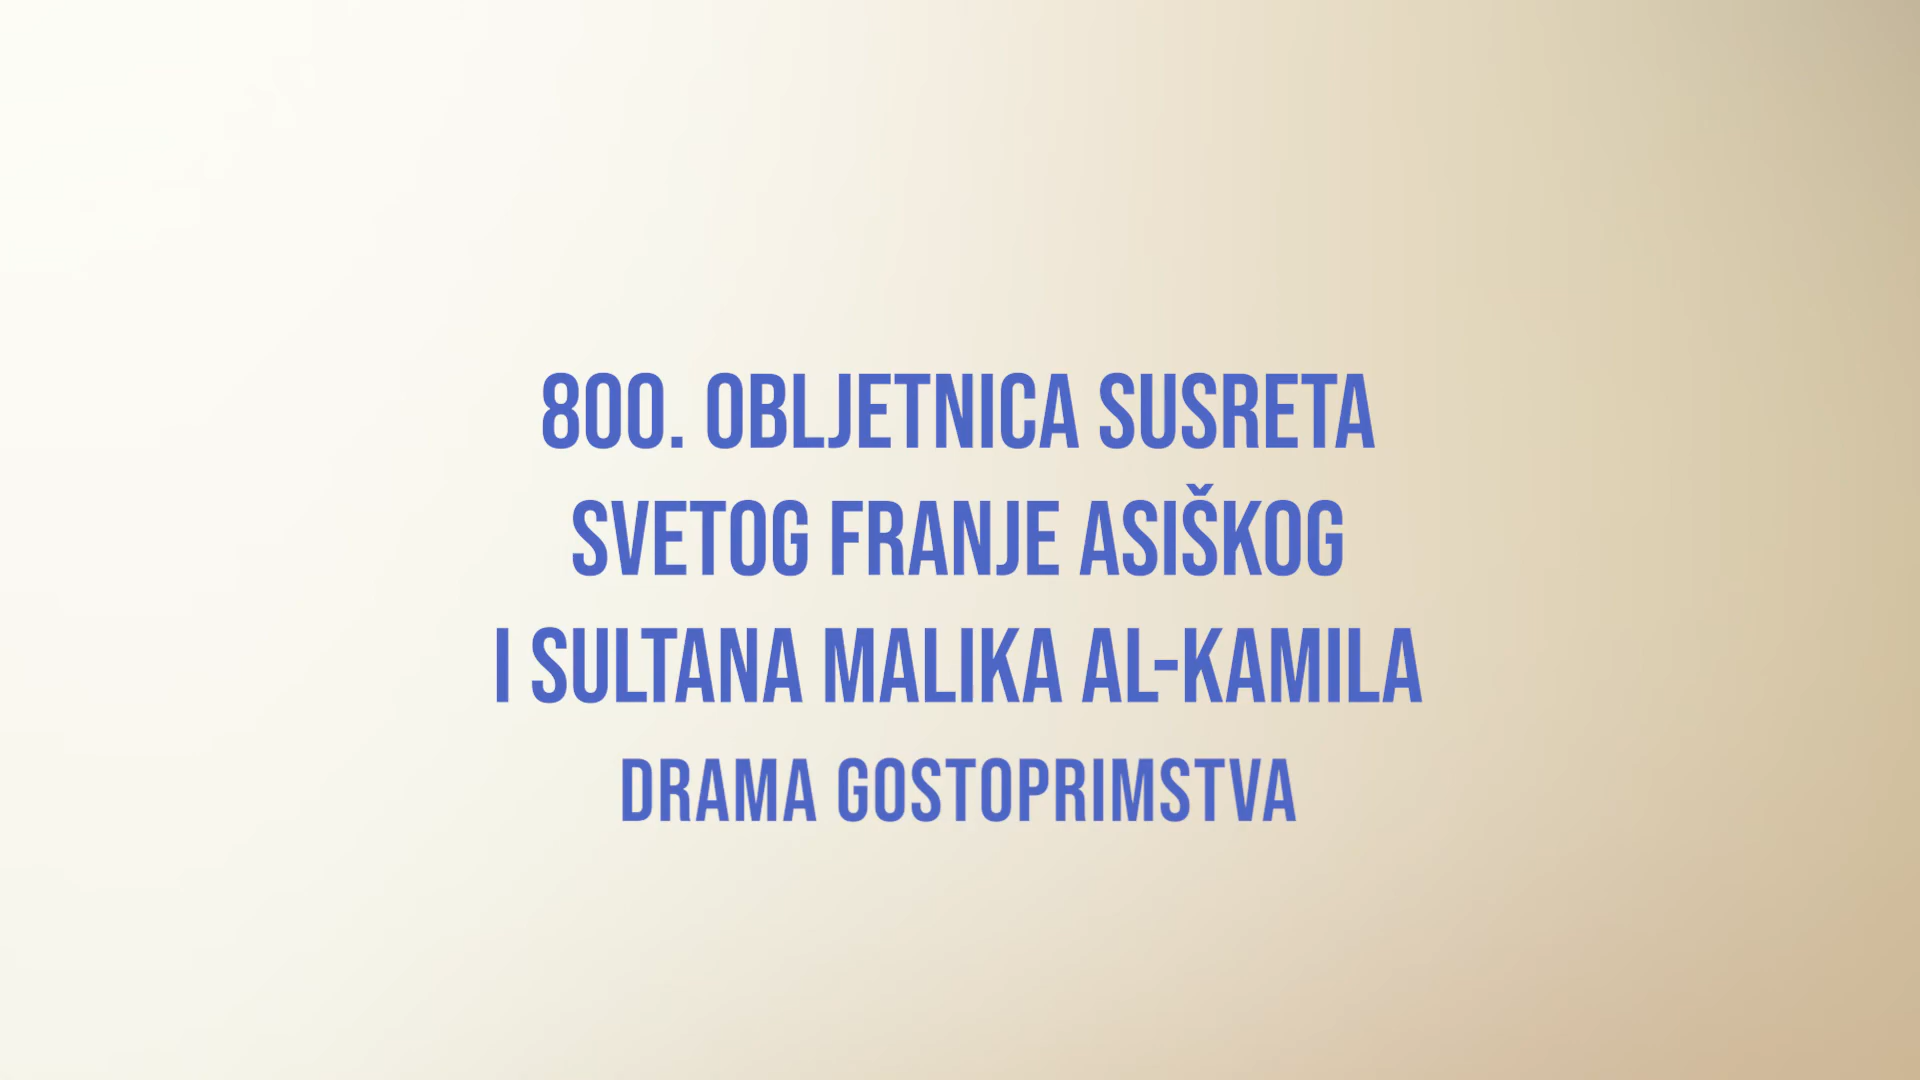 800. OBLJETNICA SUSRETA
SVETOG FRANJE ASIŠKOG
I SULTANA MALIKA AL-KAMILA
DRAMA GOSTOPRIMSTVA